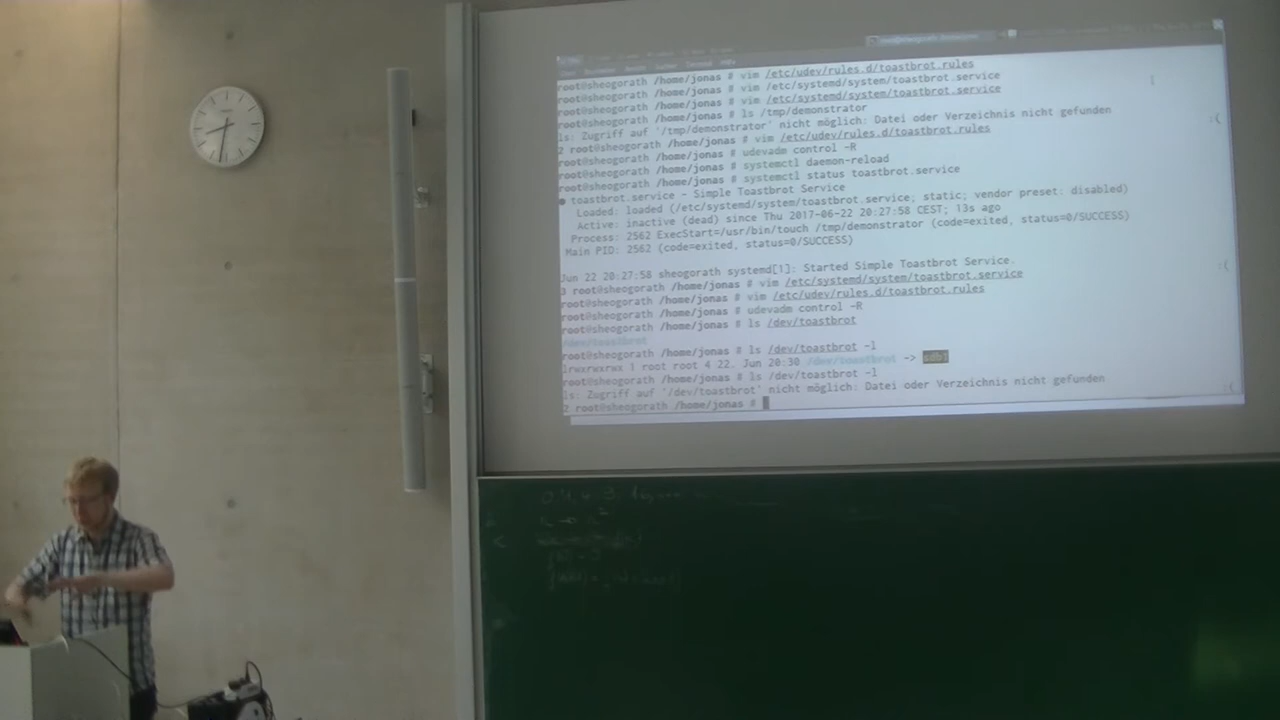 root@sheogorath /home/jonas # vim /etc/udev/rules.d/toastbrot.rules
root@sheogorath /home/jonas # vim /etc/systemd/system/toastbrot.service
root@sheogorath /home/jonas # vim /etc/systemd/system/toastbrot.service
root@sheogorath /home/jonas # ls /tmp/demonstrator
ls: Zugriff auf '/tmp/demonstrator' nicht möglich: Datei oder Verzeichnis nicht gefunden
2 root@sheogorath /home/jonas # vim /etc/udev/rules.d/toastbrot.rules
root@sheogorath /home/jonas # udevadm control -R
root@sheogorath /home/jonas # systemctl daemon-reload
root@sheogorath /home/jonas # systemctl status toastbrot.service
● toastbrot.service - Simple Toastbrot Service
Loaded: loaded (/etc/systemd/system/toastbrot.service; static; vendor preset: disabled)
Active: inactive (dead) since Thu 2017-06-22 20:27:58 CEST; 13s ago
Process: 2562 ExecStart=/usr/bin/touch /tmp/demonstrator (code=exited, status=0/SUCCESS)
Main PID: 2562 (code=exited, status=0/SUCCESS)
Jun 22 20:27:58 sheogorath systemd[1]: Started Simple Toastbrot Service.
3 root@sheogorath /home/jonas # vim /etc/systemd/system/toastbrot.service
root@sheogorath /home/jonas # vim /etc/udev/rules.d/toastbrot.rules
root@sheogorath /home/jonas # udevadm control -R
root@sheogorath /home/jonas # ls /dev/toastbrot
/dev/toastbrot
root@sheogorath /home/jonas # ls /dev/toastbrot -l
lrwxrwxrwx 1 root root 4 22. Jun 20:30 /dev/toastbrot -> sdb1
root@sheogorath /home/jonas # ls /dev/toastbrot -l
ls: Zugriff auf '/dev/toastbrot' nicht möglich: Datei oder Verzeichnis nicht gefunden
2 root@sheogorath /home/jonas #